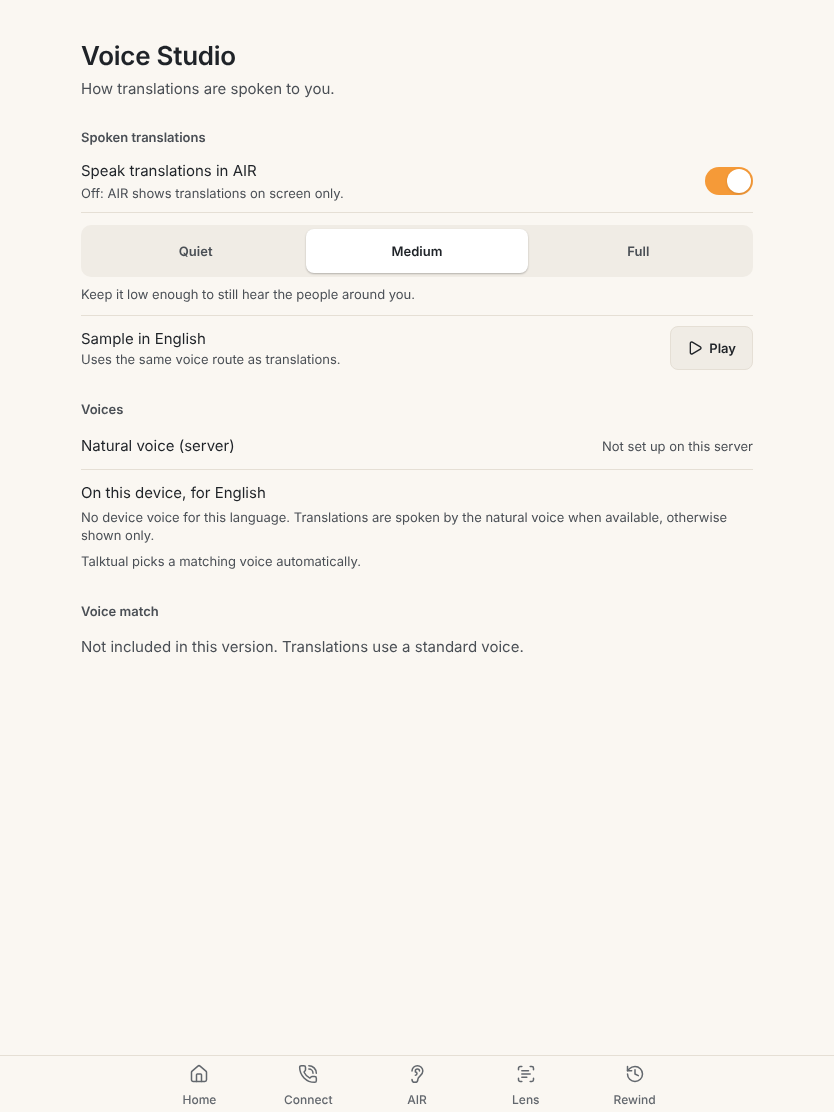 Voice Studio
How translations are spoken to you.
Spoken translations
Speak translations in AIR
Off: AIR shows translations on screen only.
Quiet
Medium
Full
Keep it low enough to still hear the people around you.
Sample in English
Uses the same voice route as translations.
Play
Voices
Natural voice (server)
Not set up on this server
On this device, for English
No device voice for this language. Translations are spoken by the natural voice when available, otherwise
shown only.
Talktual picks a matching voice automatically.
Voice match
Not included in this version. Translations use a standard voice.
Home
Connect
AIR
Lens
Rewind